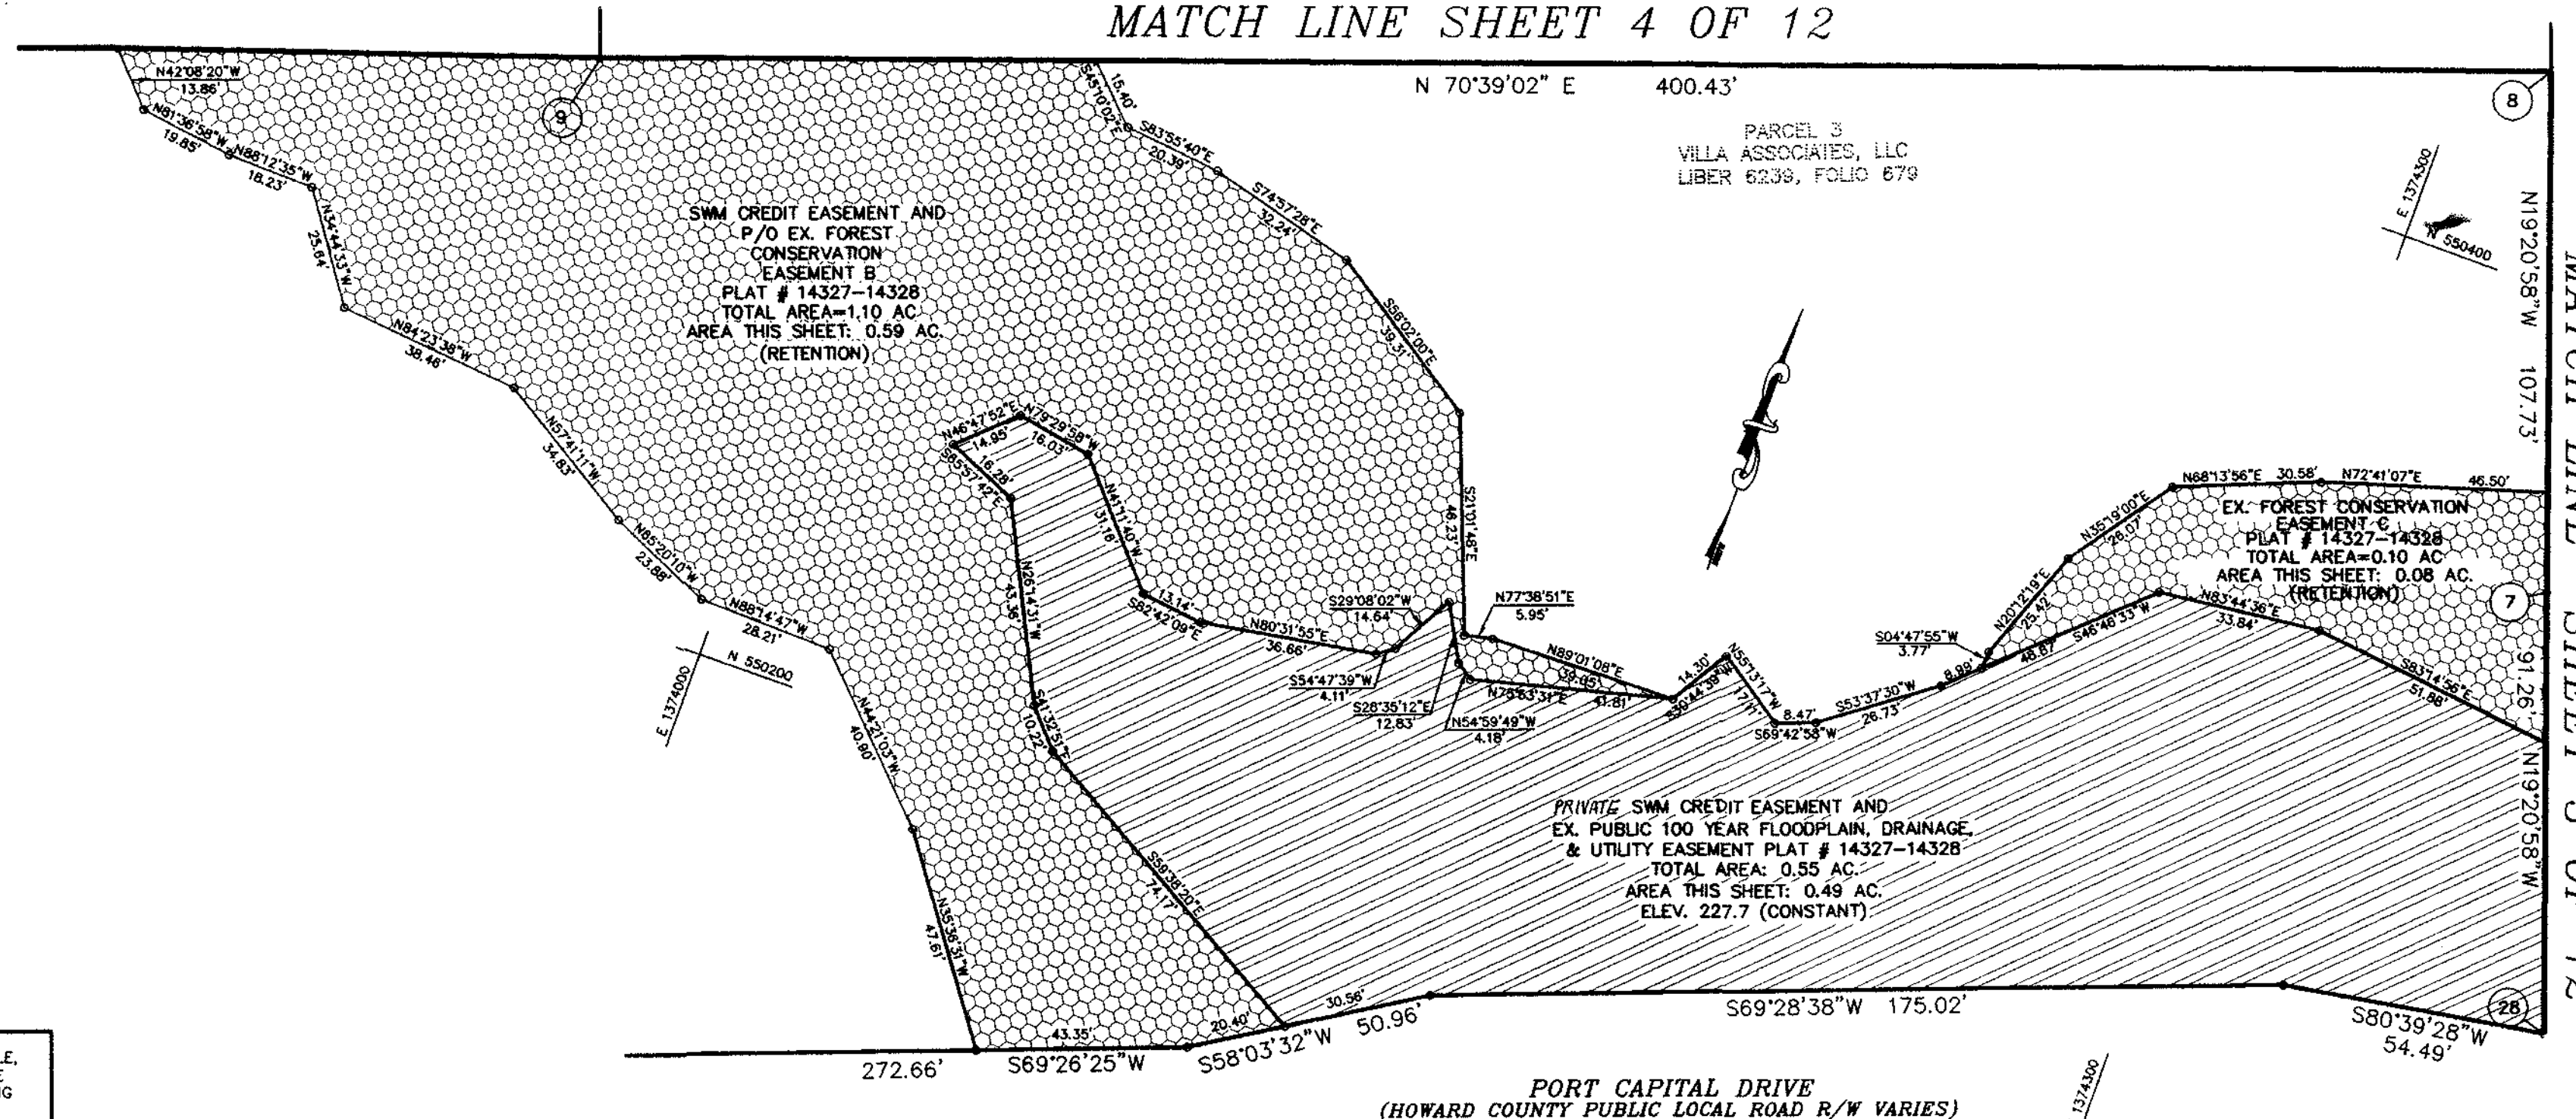 MATCH LINE SHEET 4 OF 12
N 70°39'02" E 400.43'
9
8
PARCEL 3
VILLA ASSOCIATES, LLC
LIBER 6239, FOLIO 679
N42°08'20"W
13.86'
N81°36'58"W
19.85'
N88°12'35"W
18.23'
N34°44'33"W
25.64'
N84°23'38"W
38.46'
N57°41'11"W
34.83'
N65°20'10"W
23.88'
N88°14'47"W
28.21'
N44°21'03"W
40.90'
N35°36'31"W
47.61'
SWM CREDIT EASEMENT AND
P/O EX. FOREST
CONSERVATION
EASEMENT B
PLAT # 14327-14328
TOTAL AREA=1.10 AC
AREA THIS SHEET: 0.59 AC.
(RETENTION)
15.40'
S45°10'02"E
S83°55'40"E
20.39'
S74°57'28"E
32.24'
S56°02'00"E
39.31'
S21°01'48"E
46.23'
N46°47'52"E
14.95'
N79°29'58"W
16.03'
16.28'
S65°57'42"E
N41°11'40"W
31.18'
N26°14'31"W
43.36'
13.14'
S82°42'09"E
N80°31'55"E
36.66'
S29°08'02"W
14.64'
N77°38'51"E
5.95'
S54°47'39"W
4.11'
S28°35'12"E
12.83'
N54°59'49"W
4.18'
N89°01'08"E
39.05'
N75°53'31"E
41.81'
14.30'
S30°44'39"W
N55°13'17"W
17.11'
8.47'
S69°42'58"W
S53°37'30"W
26.73'
8.99'
S04°47'55"W
3.77'
N20°12'19"E
25.42'
S46°48'33"W
48.87'
N35°19'00"E
26.07'
N68°13'56"E 30.58'
N72°41'07"E 46.50'
EX. FOREST CONSERVATION
EASEMENT C
PLAT # 14327-14328
TOTAL AREA=0.10 AC
AREA THIS SHEET: 0.08 AC.
(RETENTION)
N83°44'36"E
33.84'
S83°14'56"E
51.88'
7
E 1374300
N 550400
N19°20'58"W 107.73'
91.26'
N19°20'58"W
N 550200
E 1374000
S41°32'51"E
10.22'
S59°38'20"E
74.17'
PRIVATE SWM CREDIT EASEMENT AND
EX. PUBLIC 100 YEAR FLOODPLAIN, DRAINAGE,
& UTILITY EASEMENT PLAT # 14327-14328
TOTAL AREA: 0.55 AC.
AREA THIS SHEET: 0.49 AC.
ELEV. 227.7 (CONSTANT)
43.35'
20.40'
30.56'
272.66'
S69°26'25"W
S58°03'32"W 50.96'
S69°28'38"W 175.02'
S80°39'28"W
54.49'
28
PORT CAPITAL DRIVE
(HOWARD COUNTY PUBLIC LOCAL ROAD R/W VARIES)
1374300